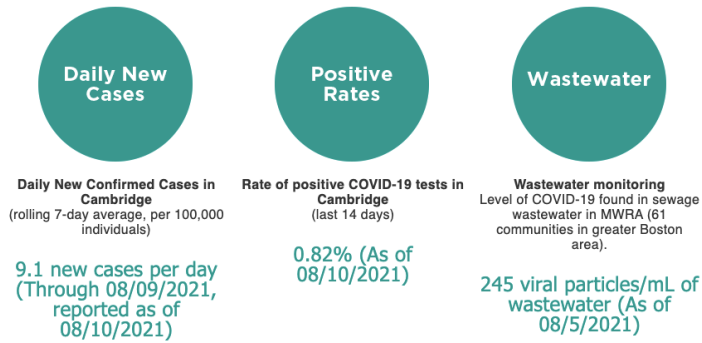 Daily New
Cases
Daily New Confirmed Cases in
Cambridge
(rolling 7-day average, per 100,000
individuals)
9.1 new cases per day
(Through 08/09/2021,
reported as of
08/10/2021)
Positive
Rates
Rate of positive COVID-19 tests in
Cambridge
(last 14 days)
0.82% (As of
08/10/2021)
Wastewater
Wastewater monitoring
Level of COVID-19 found in sewage
wastewater in MWRA (61
communities in greater Boston
area).
245 viral particles/mL of
wastewater (As of
08/5/2021)